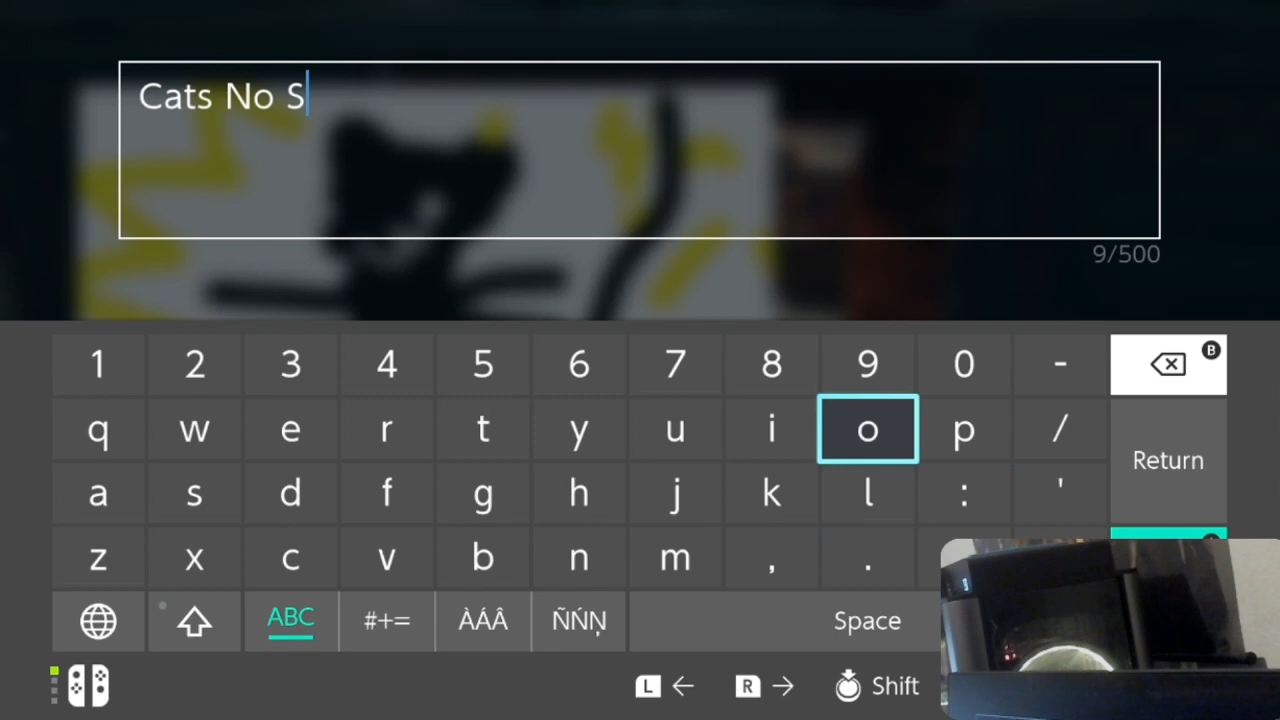 Cats No S
9/500
1 2 3 4 5 6 7 8 9 0 - B
q w e r t y u i o p /
Return
a s d f g h j k l : '
z x c v b n m , .
ABC #+= ÀÁÂ ÑŃŅ Space
L ← R → Shift